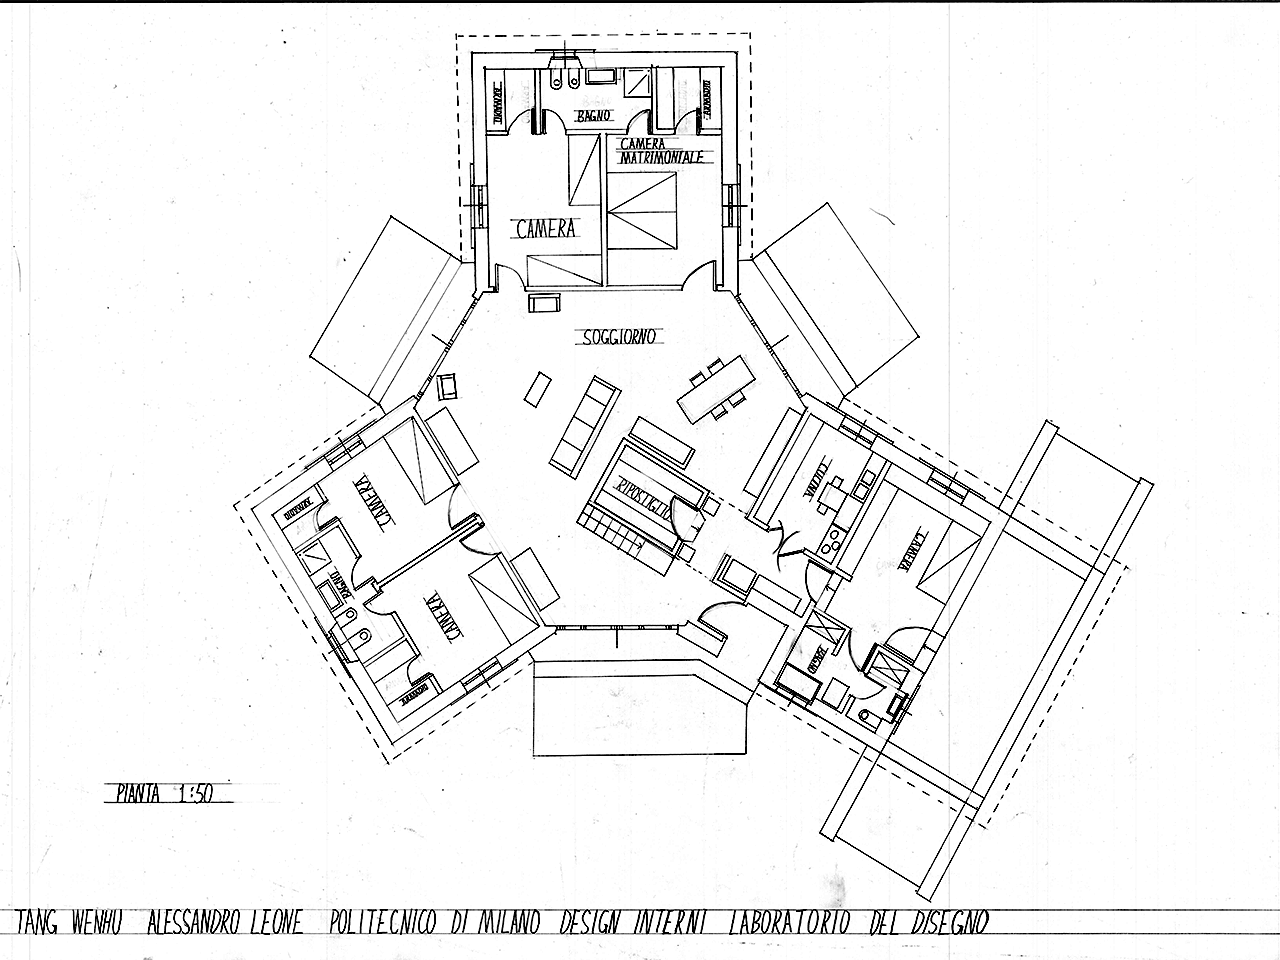 ARMADIO
BAGNO
ARMADIO
CAMERA
MATRIMONIALE
CAMERA
SOGGIORNO
CAMERA
ARMADIO
BAGNO
CAMERA
ARMADIO
RIPOSTIGLIO
CUCINA
CAMERA
BAGNO
PIANTA 1:50
TANG WENHU ALESSANDRO LEONE POLITECNICO DI MILANO DESIGN INTERNI LABORATORIO DEL DISEGNO